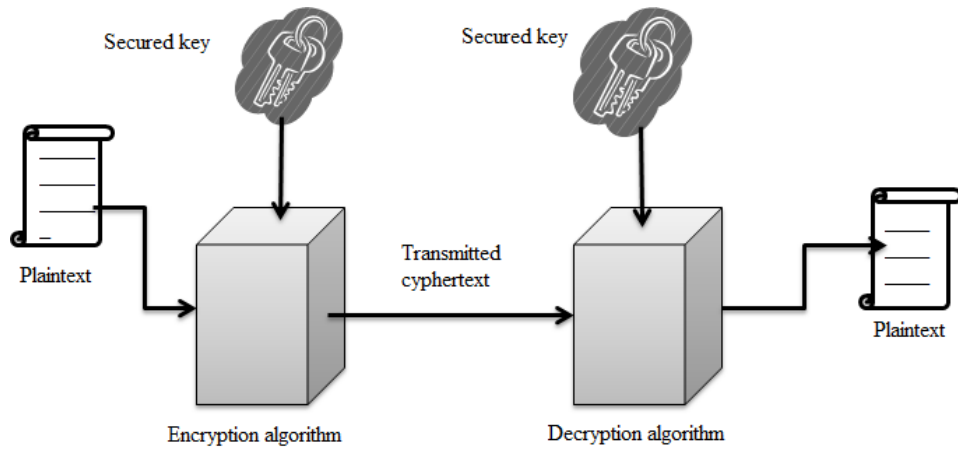 Secured key
Secured key
Plaintext
Transmitted
cyphertext
Plaintext
Encryption algorithm
Decryption algorithm